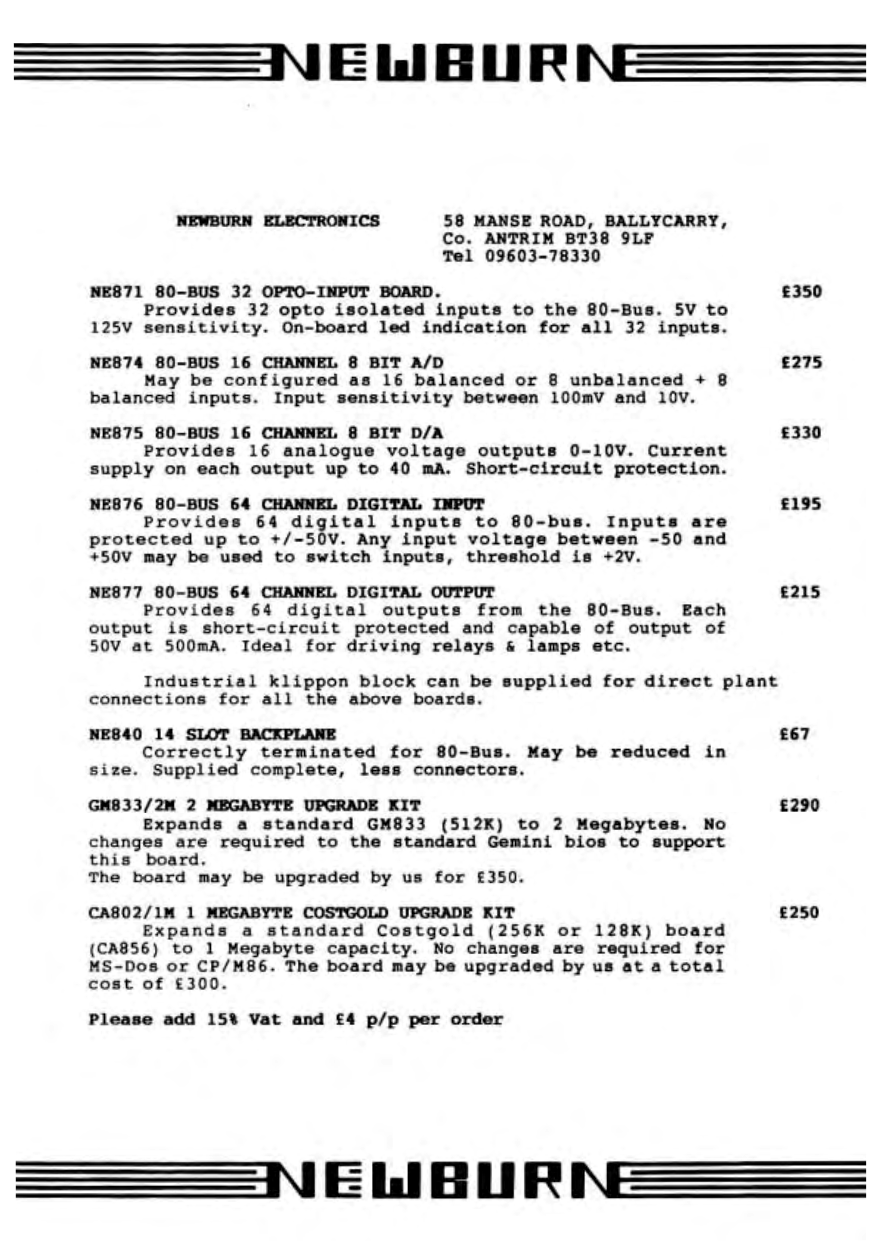 NEWBURN
NEWBURN ELECTRONICS 58 MANSE ROAD, BALLYCARRY,
Co. ANTRIM BT38 9LF
Tel 09603-78330
NE871 80-BUS 32 OPTO-INPUT BOARD. £350
Provides 32 opto isolated inputs to the 80-Bus. 5V to
125V sensitivity. On-board led indication for all 32 inputs.
NE874 80-BUS 16 CHANNEL 8 BIT A/D £275
May be configured as 16 balanced or 8 unbalanced + 8
balanced inputs. Input sensitivity between 100mV and 10V.
NE875 80-BUS 16 CHANNEL 8 BIT D/A £330
Provides 16 analogue voltage outputs 0-10V. Current
supply on each output up to 40 mA. Short-circuit protection.
NE876 80-BUS 64 CHANNEL DIGITAL INPUT £195
Provides 64 digital inputs to 80-bus. Inputs are
protected up to +/-50V. Any input voltage between -50 and
+50V may be used to switch inputs, threshold is +2V.
NE877 80-BUS 64 CHANNEL DIGITAL OUTPUT £215
Provides 64 digital outputs from the 80-Bus. Each
output is short-circuit protected and capable of output of
50V at 500mA. Ideal for driving relays & lamps etc.
Industrial klippon block can be supplied for direct plant
connections for all the above boards.
NE840 14 SLOT BACKPLANE £67
Correctly terminated for 80-Bus. May be reduced in
size. Supplied complete, less connectors.
GM833/2M 2 MEGABYTE UPGRADE KIT £290
Expands a standard GM833 (512K) to 2 Megabytes. No
changes are required to the standard Gemini bios to support
this board.
The board may be upgraded by us for £350.
CA802/1M 1 MEGABYTE COSTGOLD UPGRADE KIT £250
Expands a standard Costgold (256K or 128K) board
(CA856) to 1 Megabyte capacity. No changes are required for
MS-Dos or CP/M86. The board may be upgraded by us at a total
cost of £300.
Please add 15% Vat and £4 p/p per order
NEWBURN